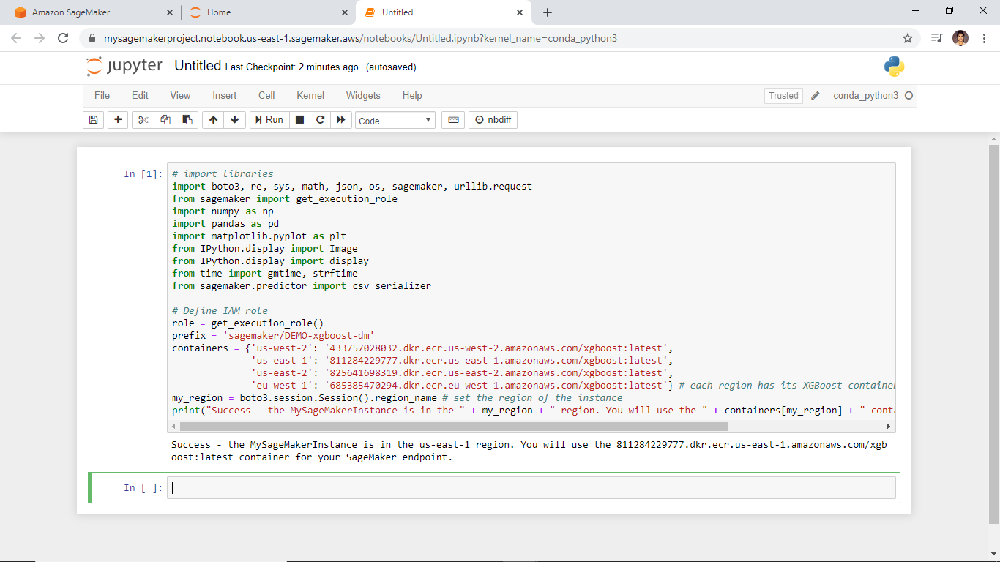 Amazon SageMaker
Home
Untitled
mysagemakerproject.notebook.us-east-1.sagemaker.aws/notebooks/Untitled.ipynb?kernel_name=conda_python3
jupyter Untitled Last Checkpoint: 2 minutes ago (autosaved)
File Edit View Insert Cell Kernel Widgets Help Trusted conda_python3
Run Code nbdiff
In [1]: # import libraries
import boto3, re, sys, math, json, os, sagemaker, urllib.request
from sagemaker import get_execution_role
import numpy as np
import pandas as pd
import matplotlib.pyplot as plt
from IPython.display import Image
from IPython.display import display
from time import gmtime, strftime
from sagemaker.predictor import csv_serializer
# Define IAM role
role = get_execution_role()
prefix = 'sagemaker/DEMO-xgboost-dm'
containers = {'us-west-2': '433757028032.dkr.ecr.us-west-2.amazonaws.com/xgboost:latest',
'us-east-1': '811284229777.dkr.ecr.us-east-1.amazonaws.com/xgboost:latest',
'us-east-2': '825641698319.dkr.ecr.us-east-2.amazonaws.com/xgboost:latest',
'eu-west-1': '685385470294.dkr.ecr.eu-west-1.amazonaws.com/xgboost:latest'} # each region has its XGBoost container
my_region = boto3.session.Session().region_name # set the region of the instance
print("Success - the MySageMakerInstance is in the " + my_region + " region. You will use the " + containers[my_region] + " conta
Success - the MySageMakerInstance is in the us-east-1 region. You will use the 811284229777.dkr.ecr.us-east-1.amazonaws.com/xgb
oost:latest container for your SageMaker endpoint.
In [ ]: